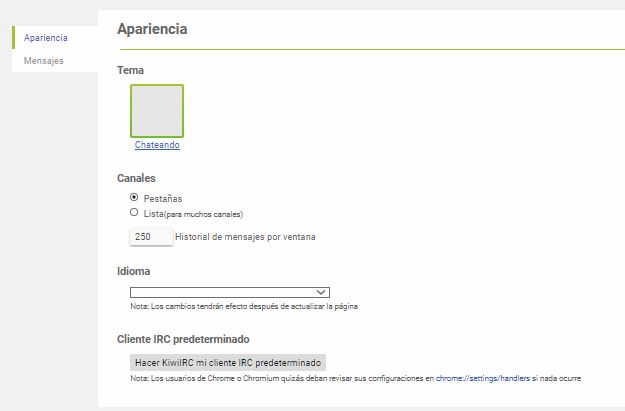 Apariencia
Mensajes
Apariencia
Tema
Chateando
Canales
Pestañas
Lista(para muchos canales)
250 Historial de mensajes por ventana
Idioma
Nota: Los cambios tendrán efecto después de actualizar la página
Cliente IRC predeterminado
Hacer KiwiIRC mi cliente IRC predeterminado
Nota: Los usuarios de Chrome o Chromium quizás deban revisar sus configuraciones en chrome://settings/handlers si nada ocurre